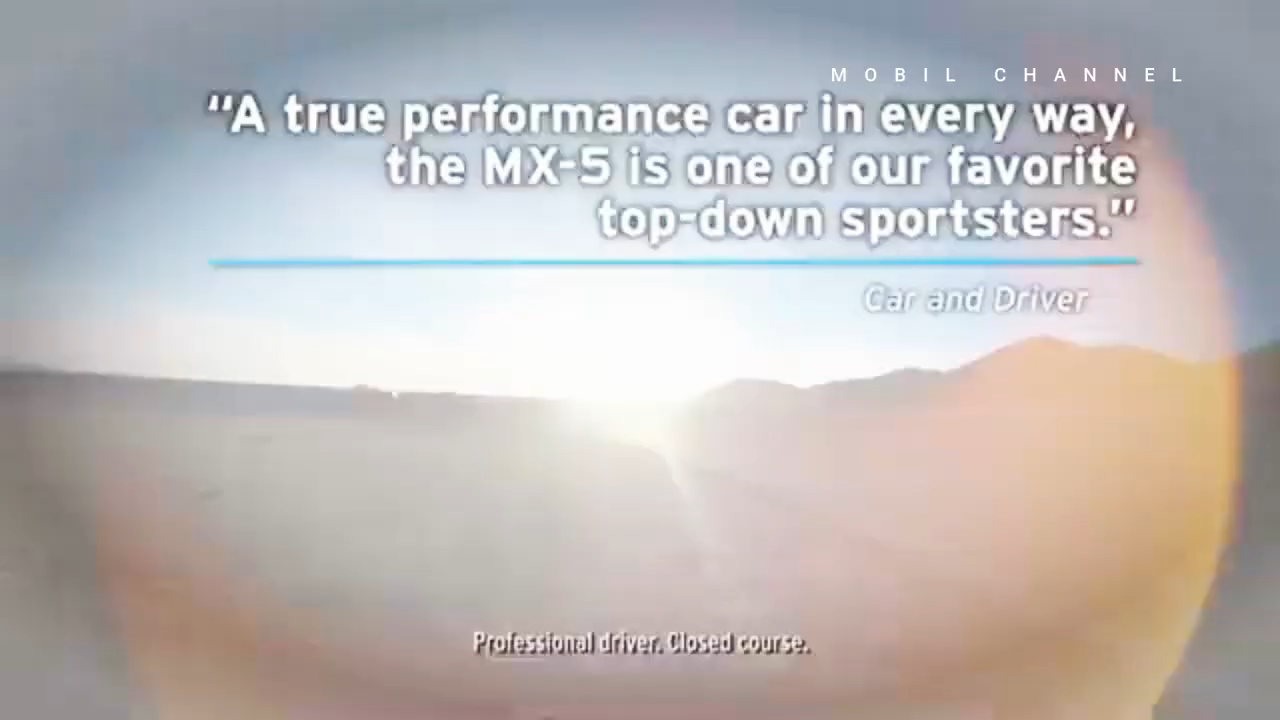 MOBIL CHANNEL
“A true performance car in every way,
the MX-5 is one of our favorite
top-down sportsters.”
Car and Driver
Professional driver. Closed course.